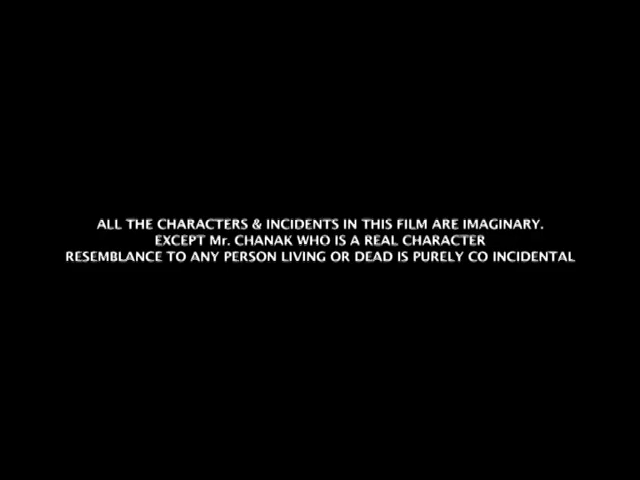 ALL THE CHARACTERS & INCIDENTS IN THIS FILM ARE IMAGINARY.
EXCEPT Mr. CHANAK WHO IS A REAL CHARACTER
RESEMBLANCE TO ANY PERSON LIVING OR DEAD IS PURELY CO INCIDENTAL